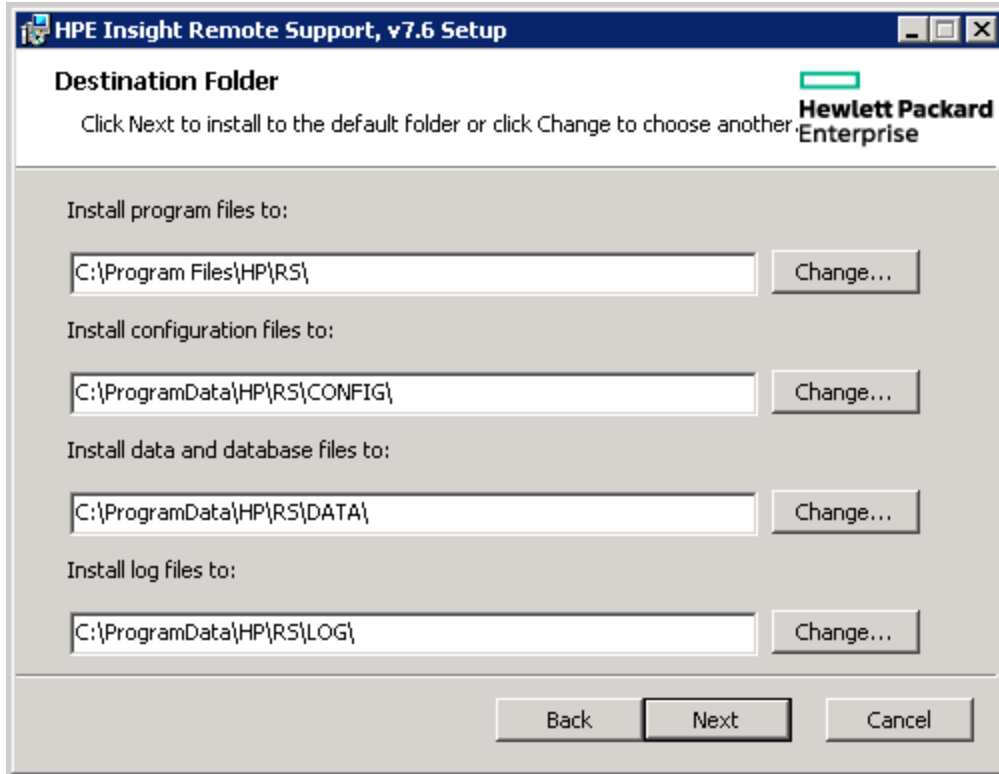 HPE Insight Remote Support, v7.6 Setup
Destination Folder
Click Next to install to the default folder or click Change to choose another.
Hewlett Packard
Enterprise
Install program files to:
C:\Program Files\HP\RS\
Change...
Install configuration files to:
C:\ProgramData\HP\RS\CONFIG\
Change...
Install data and database files to:
C:\ProgramData\HP\RS\DATA\
Change...
Install log files to:
C:\ProgramData\HP\RS\LOG\
Change...
Back
Next
Cancel